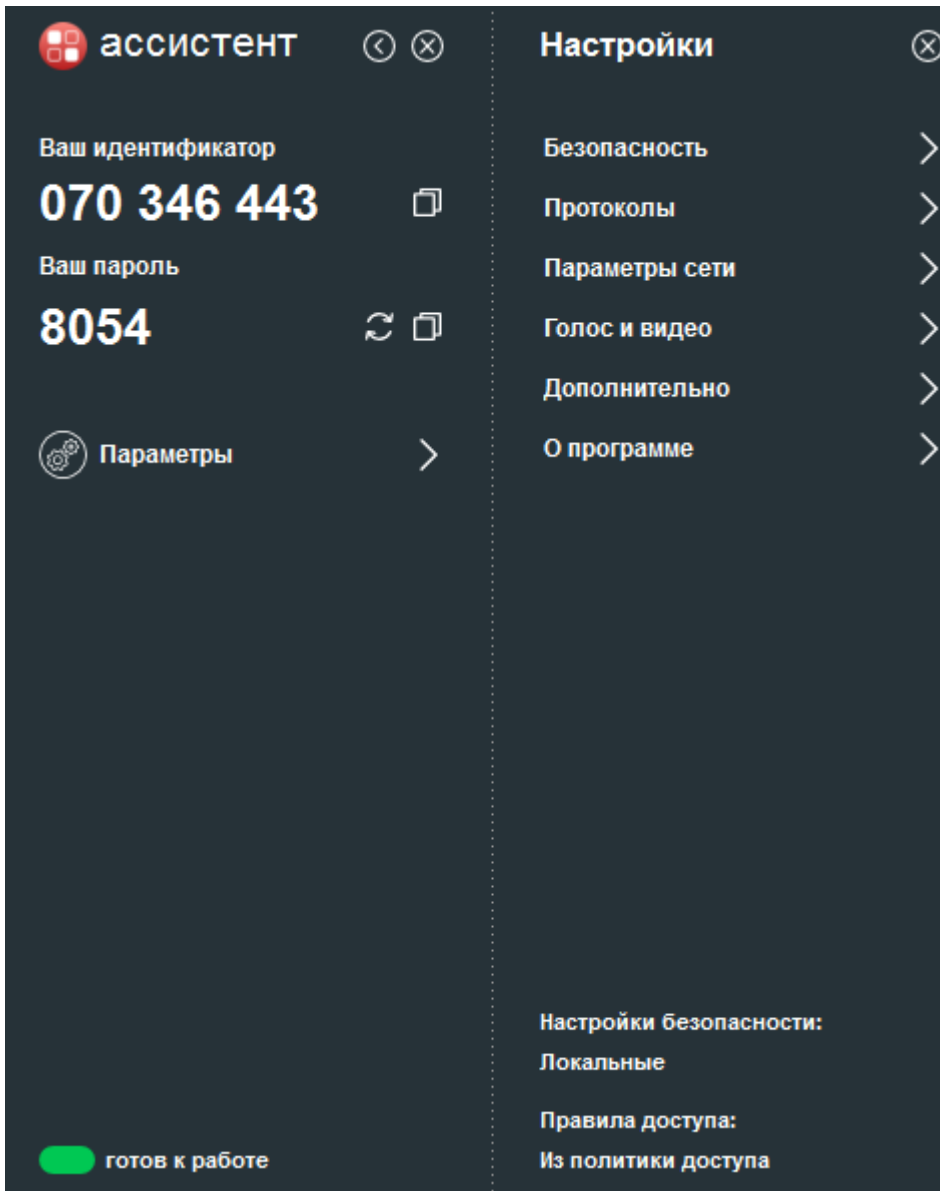 ассистент
Ваш идентификатор
070 346 443
Ваш пароль
8054
Параметры
готов к работе
Настройки
Безопасность
Протоколы
Параметры сети
Голос и видео
Дополнительно
О программе
Настройки безопасности:
Локальные
Правила доступа:
Из политики доступа